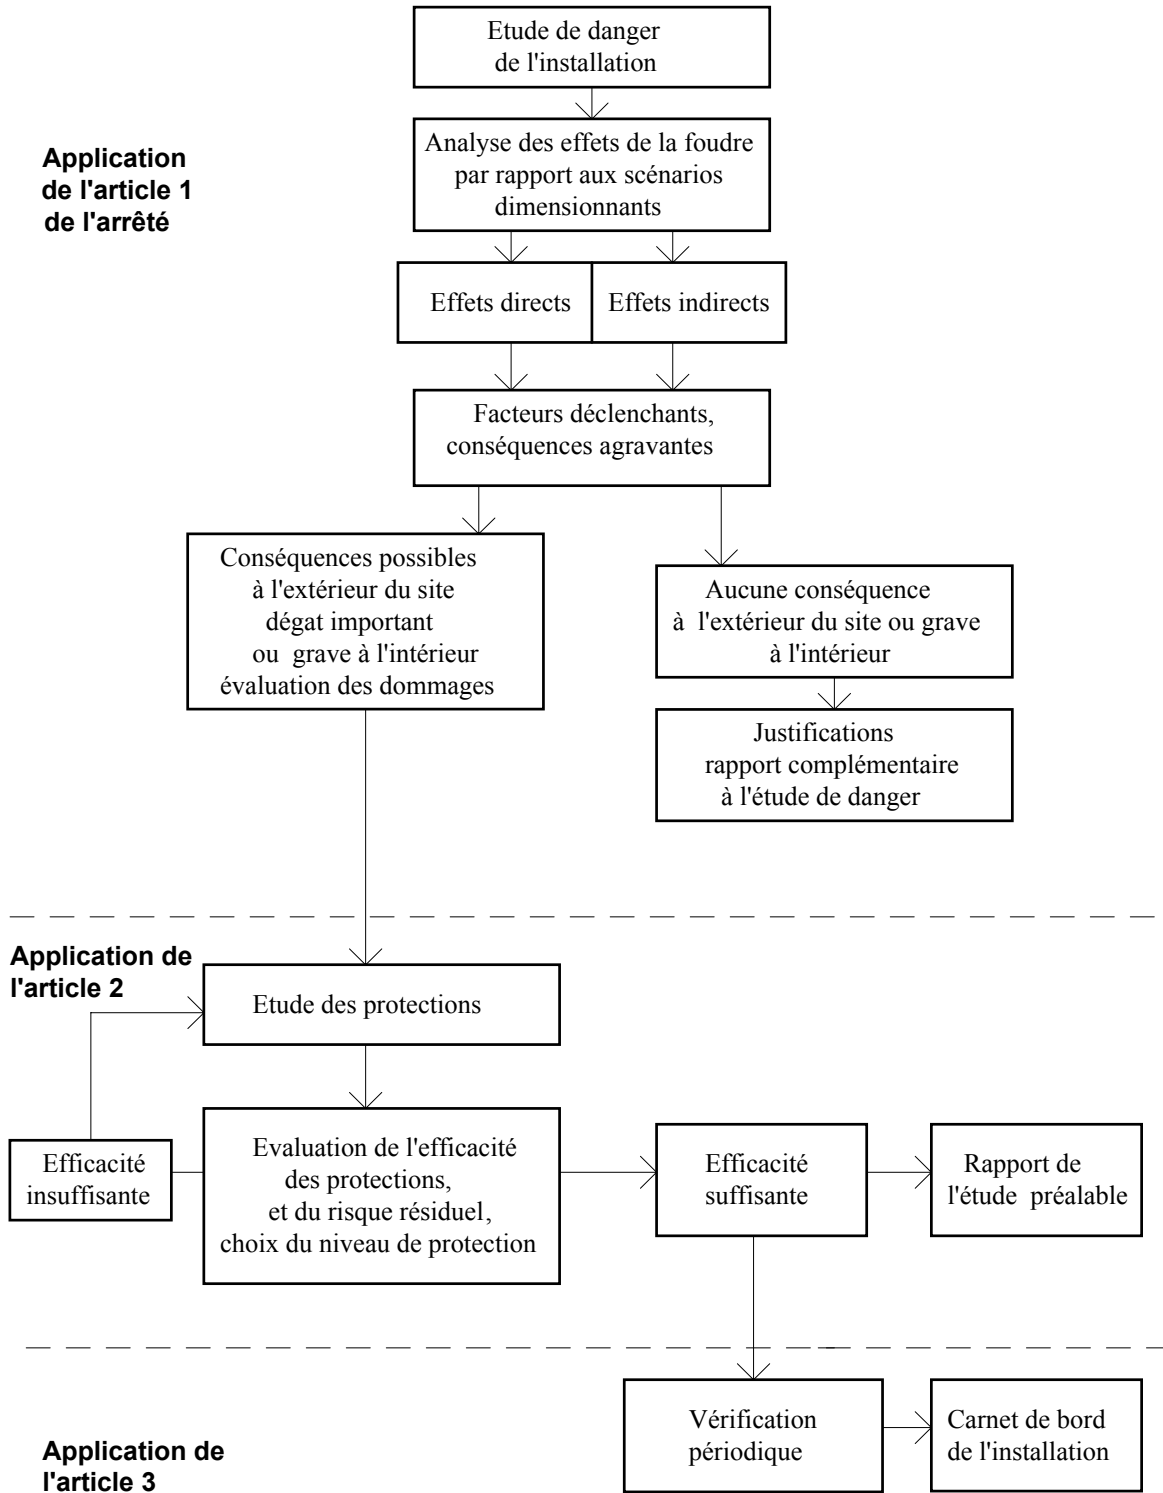 Etude de danger
de l'installation
Application
de l'article 1
de l'arrêté
Analyse des effets de la foudre
par rapport aux scénarios
dimensionnants
Effets directs
Effets indirects
Facteurs déclenchants,
conséquences agravantes
Conséquences possibles
à l'extérieur du site
dégat important
ou grave à l'intérieur
évaluation des dommages
Aucune conséquence
à l'extérieur du site ou grave
à l'intérieur
Justifications
rapport complémentaire
à l'étude de danger
Application de
l'article 2
Etude des protections
Efficacité
insuffisante
Evaluation de l'efficacité
des protections,
et du risque résiduel,
choix du niveau de protection
Efficacité
suffisante
Rapport de
l'étude préalable
Application de
l'article 3
Vérification
périodique
Carnet de bord
de l'installation